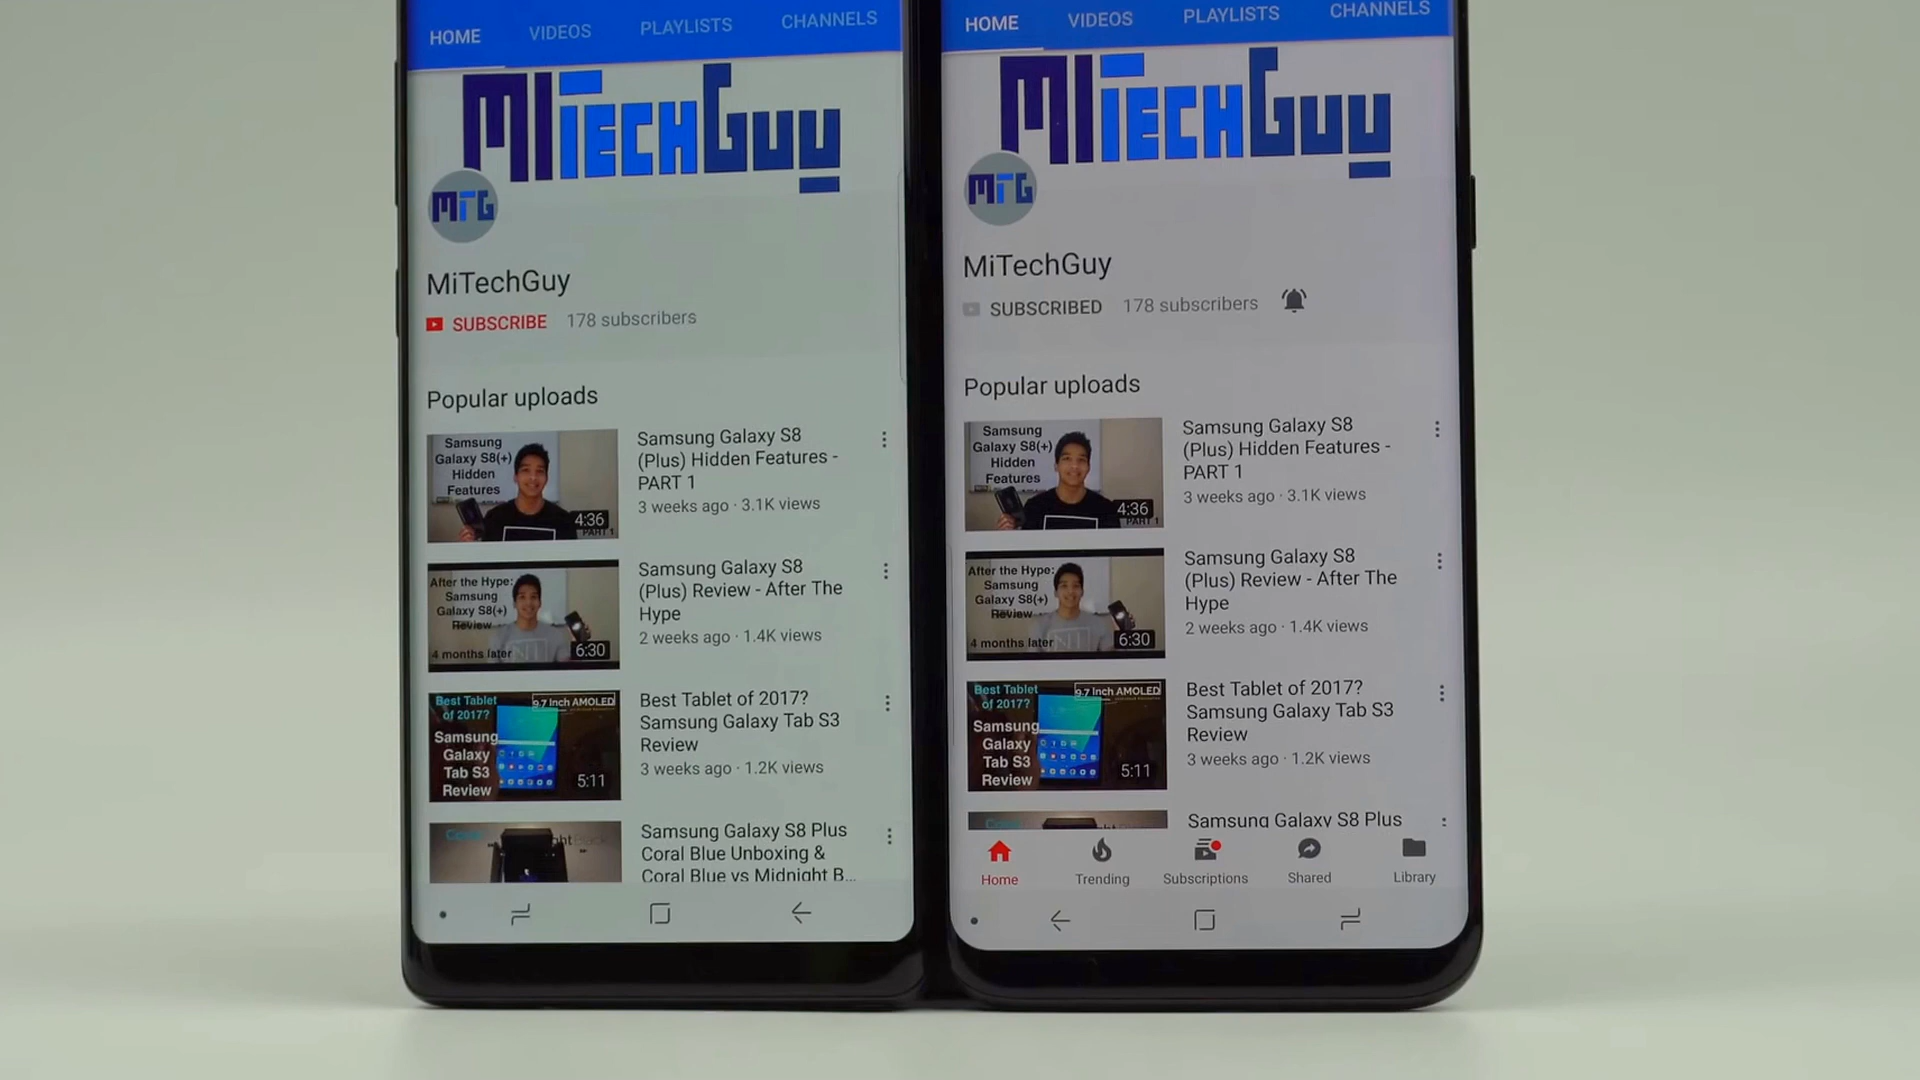 HOME VIDEOS PLAYLISTS CHANNELS
MiTechGuy
MTG
MiTechGuy
SUBSCRIBE 178 subscribers
Popular uploads
Samsung
Galaxy S8(+)
Hidden
Features
4:36
PART 1
Samsung Galaxy S8
(Plus) Hidden Features -
PART 1
3 weeks ago · 3.1K views
After the Hype:
Samsung
Galaxy S8(+)
Review
4 months later
6:30
Samsung Galaxy S8
(Plus) Review - After The
Hype
2 weeks ago · 1.4K views
Best Tablet
of 2017?
9.7 Inch AMOLED
Samsung
Galaxy
Tab S3
Review
5:11
Best Tablet of 2017?
Samsung Galaxy Tab S3
Review
3 weeks ago · 1.2K views
Samsung Galaxy S8 Plus
Coral Blue Unboxing &
Coral Blue vs Midnight B...
HOME VIDEOS PLAYLISTS CHANNELS
MiTechGuy
MTG
MiTechGuy
SUBSCRIBED 178 subscribers
Popular uploads
Samsung
Galaxy S8(+)
Hidden
Features
4:36
PART 1
Samsung Galaxy S8
(Plus) Hidden Features -
PART 1
3 weeks ago · 3.1K views
After the Hype:
Samsung
Galaxy S8(+)
Review
4 months later
6:30
Samsung Galaxy S8
(Plus) Review - After The
Hype
2 weeks ago · 1.4K views
Best Tablet
of 2017?
9.7 Inch AMOLED
Samsung
Galaxy
Tab S3
Review
5:11
Best Tablet of 2017?
Samsung Galaxy Tab S3
Review
3 weeks ago · 1.2K views
Samsung Galaxy S8 Plus
Home Trending Subscriptions Shared Library